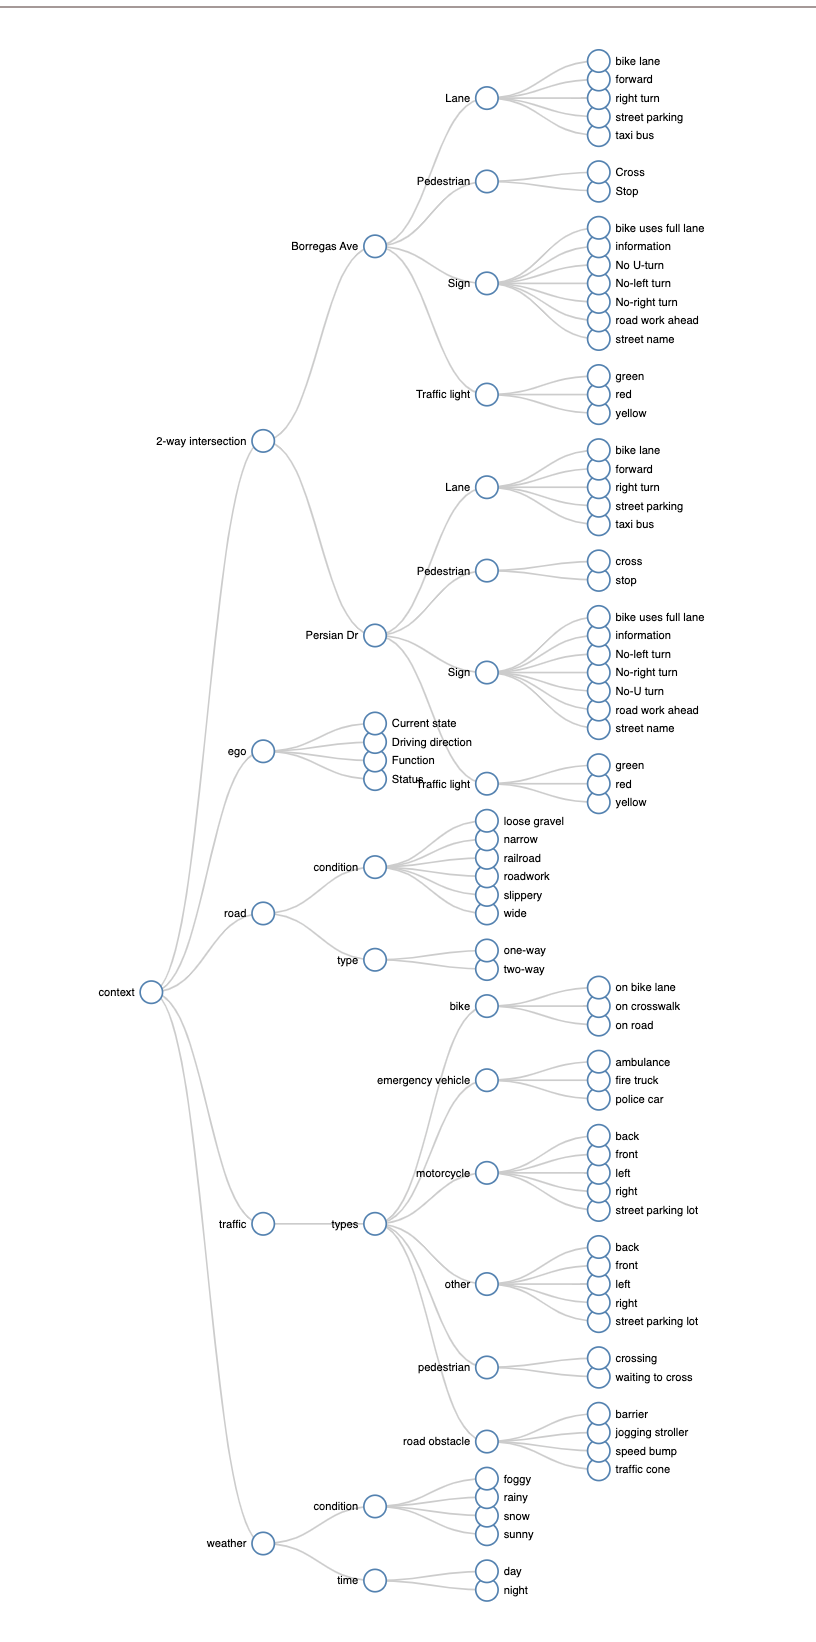 bike lane
forward
Lane
right turn
street parking
taxi bus
Cross
Pedestrian
Stop
bike uses full lane
Borregas Ave
information
No U-turn
Sign
No-left turn
No-right turn
road work ahead
street name
green
Traffic light
red
yellow
2-way intersection
bike lane
forward
Lane
right turn
street parking
taxi bus
cross
Pedestrian
stop
bike uses full lane
Persian Dr
information
No-left turn
Sign
No-right turn
No-U turn
road work ahead
street name
Current state
Driving direction
ego
Function
Status
green
Traffic light
red
yellow
loose gravel
narrow
railroad
condition
roadwork
slippery
wide
road
one-way
type
two-way
context
on bike lane
bike
on crosswalk
on road
ambulance
emergency vehicle
fire truck
police car
back
front
motorcycle
left
right
street parking lot
traffic
types
back
front
other
left
right
street parking lot
crossing
pedestrian
waiting to cross
barrier
jogging stroller
road obstacle
speed bump
traffic cone
foggy
rainy
condition
snow
sunny
weather
day
time
night